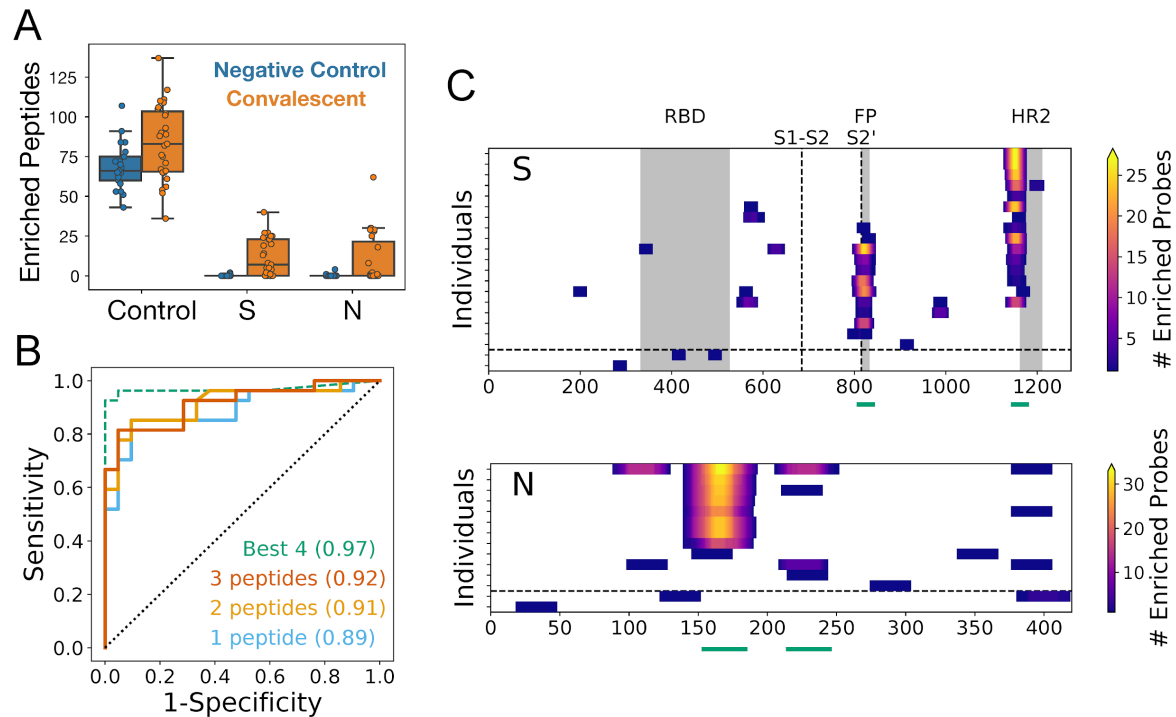 A
Enriched Peptides
125
100
75
50
25
0
Negative Control
Convalescent
Control S N
B
Sensitivity
1.0
0.8
0.6
0.4
0.2
0.0
Best 4 (0.97)
3 peptides (0.92)
2 peptides (0.91)
1 peptide (0.89)
0.0 0.2 0.4 0.6 0.8 1.0
1-Specificity
C
RBD FP HR2
S1-S2 S2'
S
Individuals
0 200 400 600 800 1000 1200
25
20
15
10
5
# Enriched Probes
N
Individuals
0 50 100 150 200 250 300 350 400
30
20
10
# Enriched Probes